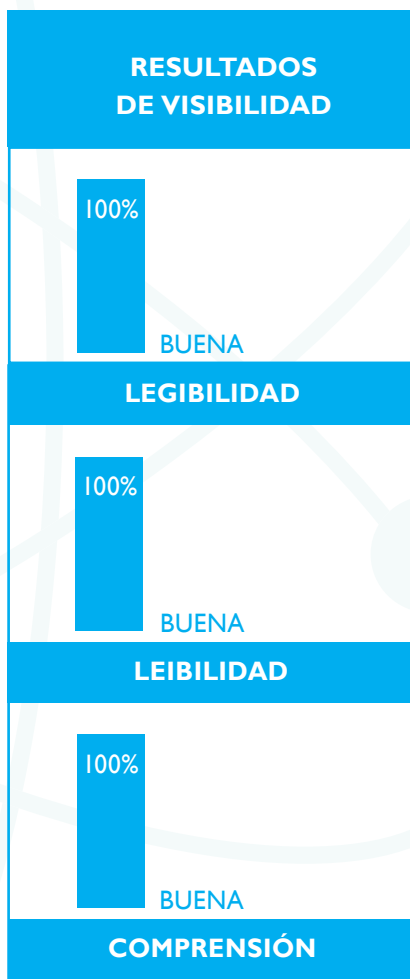 RESULTADOS
DE VISIBILIDAD
100%
BUENA
LEGIBILIDAD
100%
BUENA
LEIBILIDAD
100%
BUENA
COMPRENSIÓN